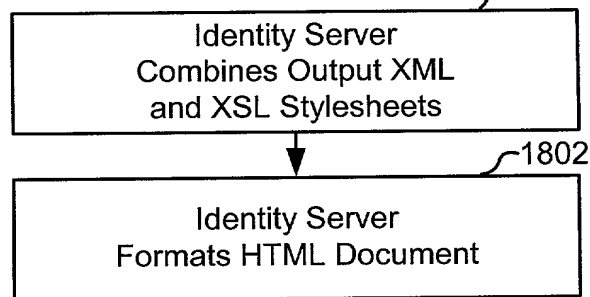 Identity Server
Combines Output XML
and XSL Stylesheets
1802
Identity Server
Formats HTML Document